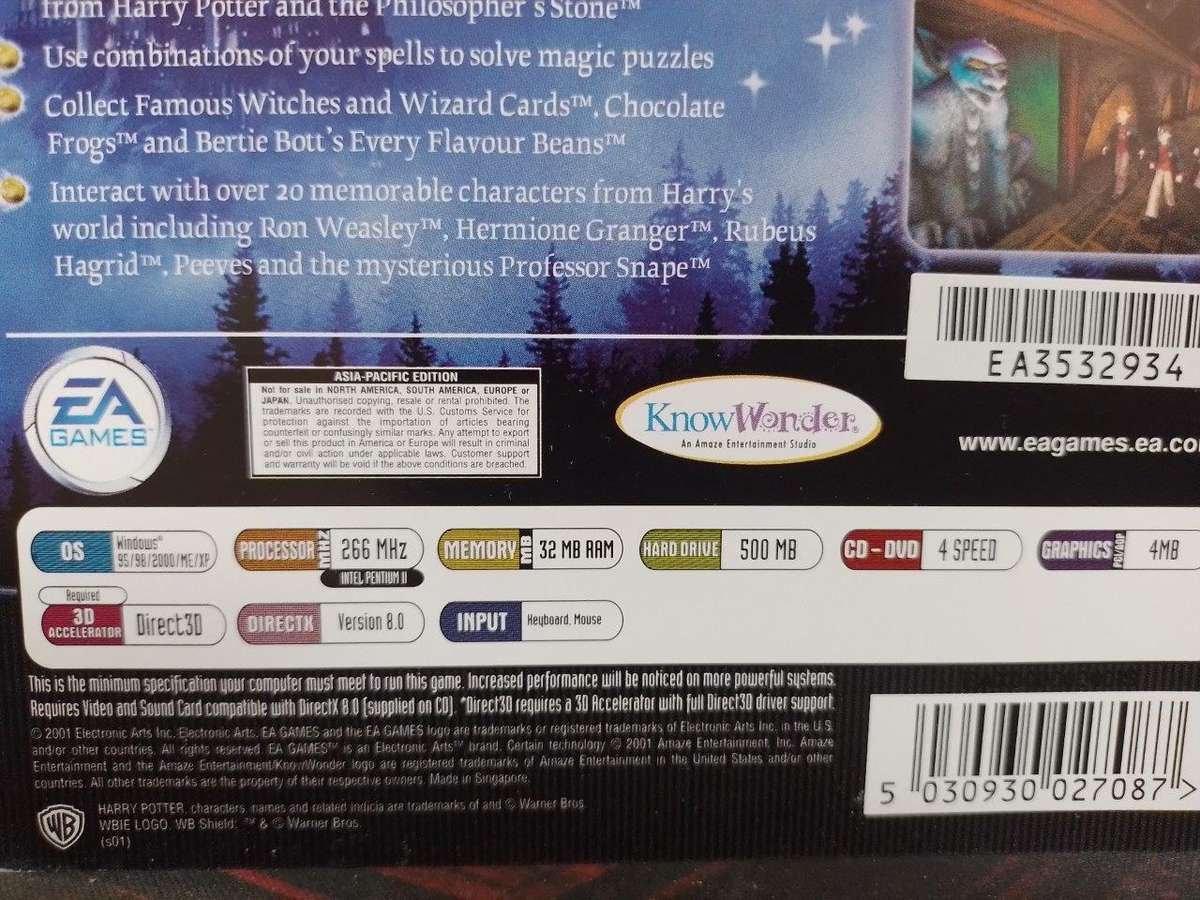 from Harry Potter and the Philosopher's Stone™
Use combinations of your spells to solve magic puzzles
Collect Famous Witches and Wizard Cards™, Chocolate
Frogs™ and Bertie Bott's Every Flavour Beans™
Interact with over 20 memorable characters from Harry's
world including Ron Weasley™, Hermione Granger™, Rubeus
Hagrid™, Peeves and the mysterious Professor Snape™
EA3532934
EA
GAMES™
ASIA-PACIFIC EDITION
Not for sale in NORTH AMERICA, SOUTH AMERICA, EUROPE or
JAPAN. Unauthorised copying, resale or rental prohibited. The
trademarks are recorded with the U.S. Customs Service for
protection against the importation of articles bearing
counterfeit or confusingly similar marks. Any attempt to export
or sell this product in America or Europe will result in criminal
and/or civil action under applicable laws. Customer support
and warranty will be void if the above conditions are breached.
KnowWonder®
An Amaze Entertainment Studio
www.eagames.ea.co
OS Windows® 95/98/2000/ME/XP
PROCESSOR MHZ 266 MHz
INTEL PENTIUM II
MEMORY MB 32 MB RAM
HARD DRIVE 500 MB
CD-DVD 4 SPEED
GRAPHICS PCI/AGP 4MB
Required
3D ACCELERATOR Direct3D
DIRECTX Version 8.0
INPUT Keyboard, Mouse
This is the minimum specification your computer must meet to run this game. Increased performance will be noticed on more powerful systems.
Requires Video and Sound Card compatible with DirectX 8.0 (supplied on CD). *Direct3D requires a 3D Accelerator with full Direct3D driver support.
© 2001 Electronic Arts Inc. Electronic Arts, EA GAMES and the EA GAMES logo are trademarks or registered trademarks of Electronic Arts Inc. in the U.S.
and/or other countries. All rights reserved. EA GAMES™ is an Electronic Arts™ brand. Certain technology © 2001 Amaze Entertainment, Inc. Amaze
Entertainment and the Amaze Entertainment/KnowWonder logo are registered trademarks of Amaze Entertainment in the United States and/or other
countries. All other trademarks are the property of their respective owners. Made in Singapore.
5 030930 027087 >
WB
HARRY POTTER, characters, names and related indicia are trademarks of and © Warner Bros.
WBIE LOGO, WB Shield: ™ & © Warner Bros.
(s01)